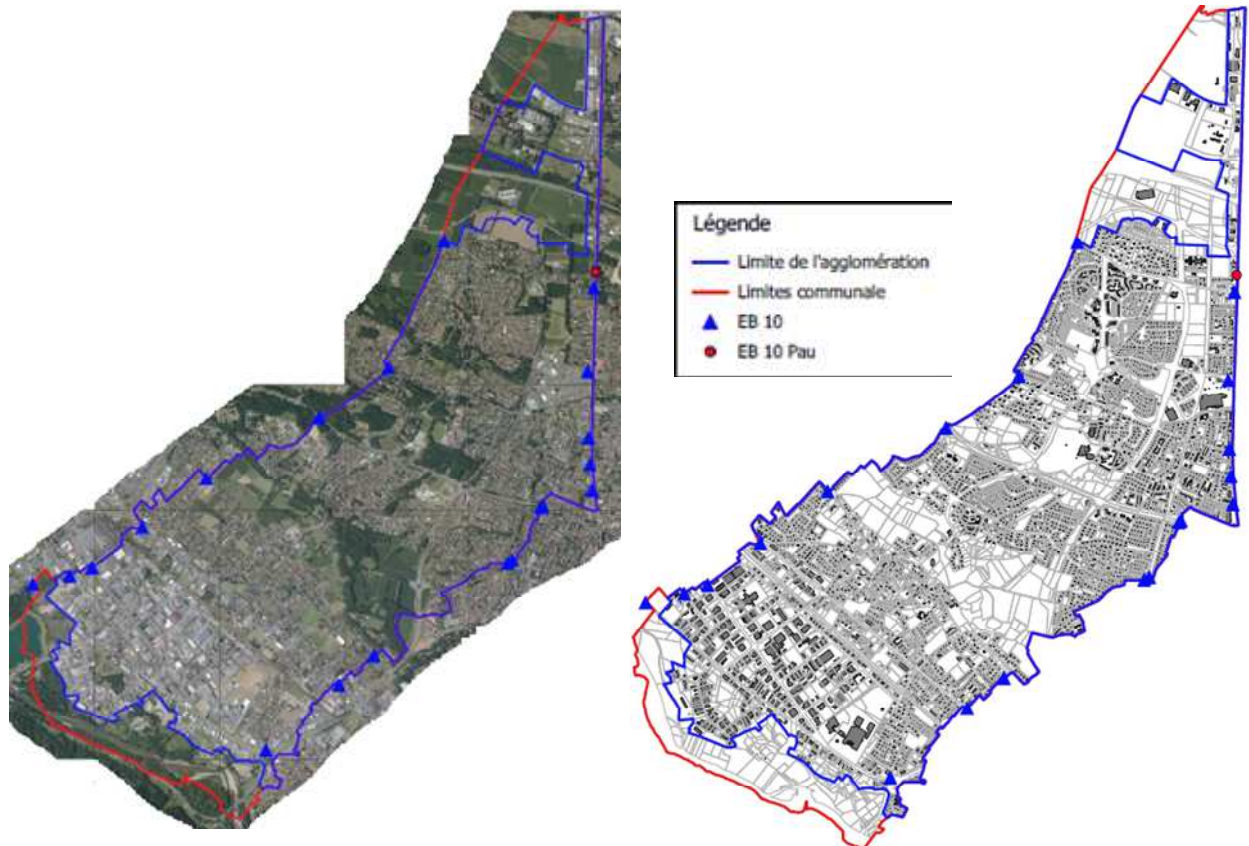 Légende
Limite de l'agglomération
Limites communale
EB 10
EB 10 Pau